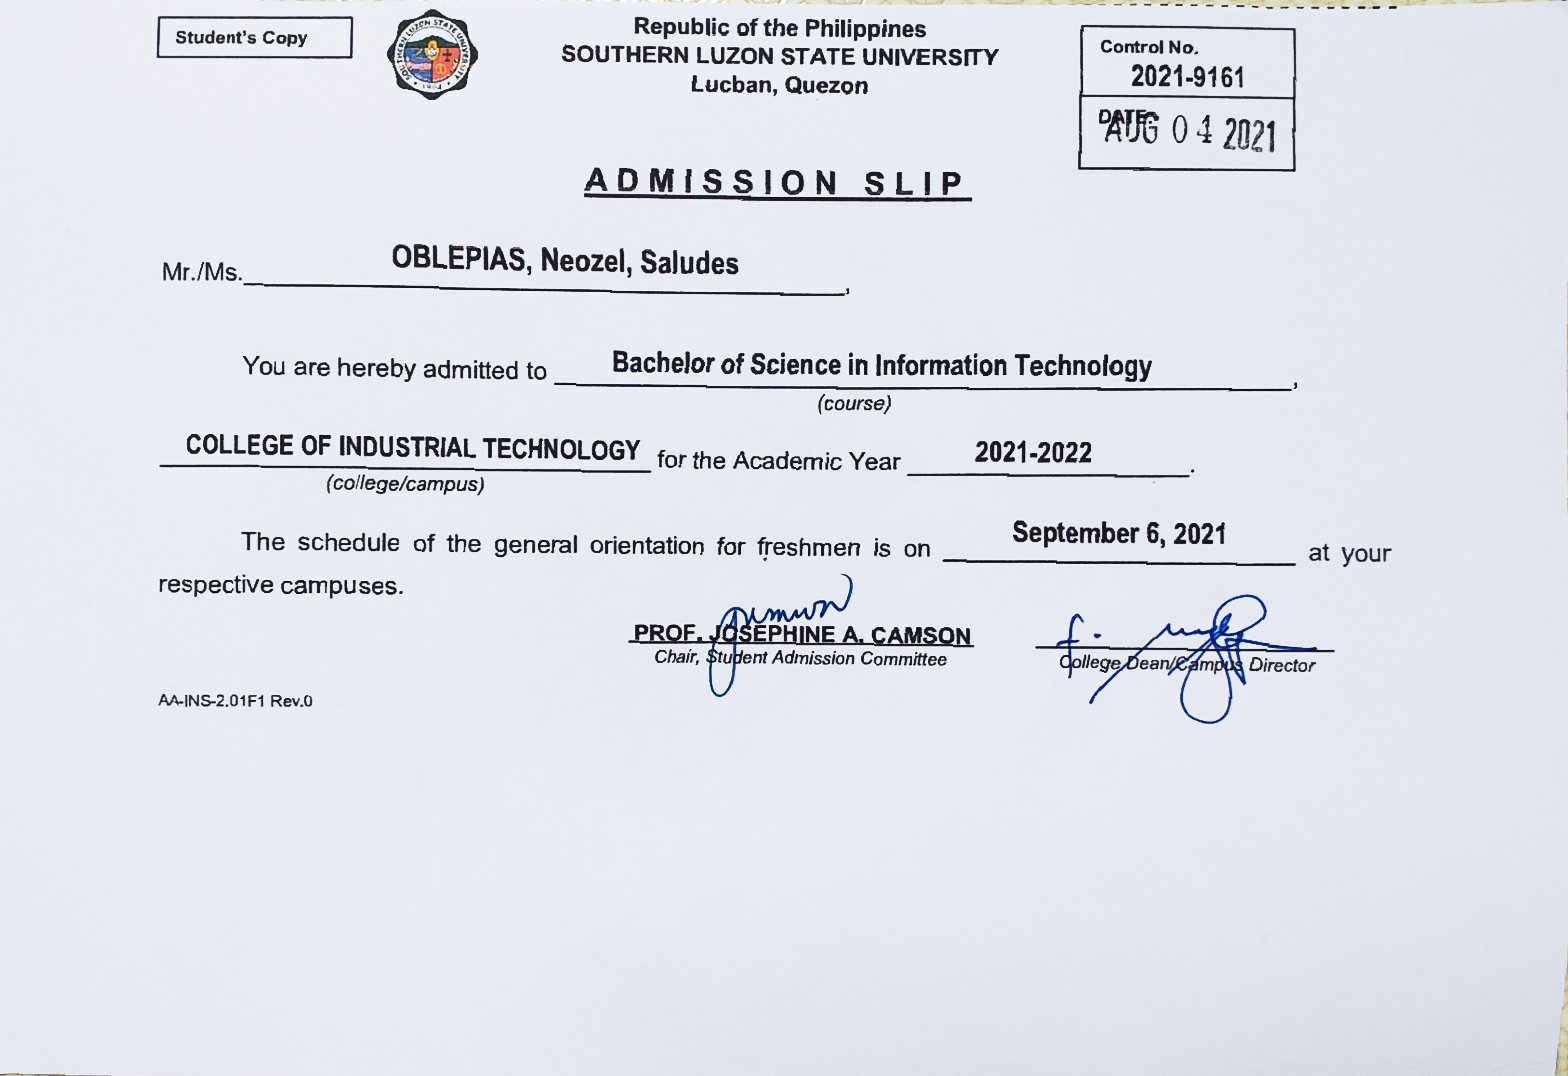 Student's Copy
SOUTHERN LUZON STATE UNIVERSITY
1964
Republic of the Philippines
SOUTHERN LUZON STATE UNIVERSITY
Lucban, Quezon
Control No.
2021-9161
DATE:
AUG 04 2021
ADMISSION SLIP
Mr./Ms. OBLEPIAS, Neozel, Saludes,
You are hereby admitted to Bachelor of Science in Information Technology,
(course)
COLLEGE OF INDUSTRIAL TECHNOLOGY for the Academic Year 2021-2022.
(college/campus)
The schedule of the general orientation for freshmen is on September 6, 2021 at your
respective campuses.
PROF. JOSEPHINE A. CAMSON
Chair, Student Admission Committee
College Dean/Campus Director
AA-INS-2.01F1 Rev.0